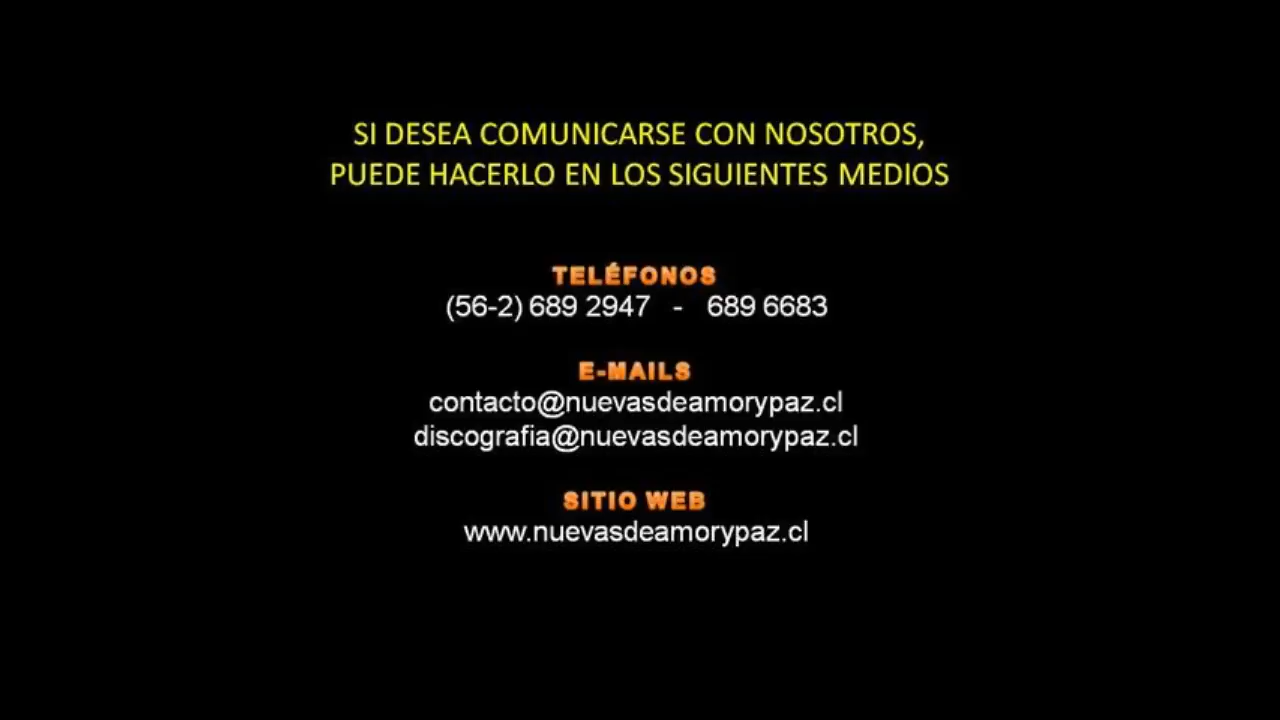 SI DESEA COMUNICARSE CON NOSOTROS,
PUEDE HACERLO EN LOS SIGUIENTES MEDIOS
TELÉFONOS
(56-2) 689 2947 - 689 6683
E-MAILS
contacto@nuevasdeamorypaz.cl
discografia@nuevasdeamorypaz.cl
SITIO WEB
www.nuevasdeamorypaz.cl